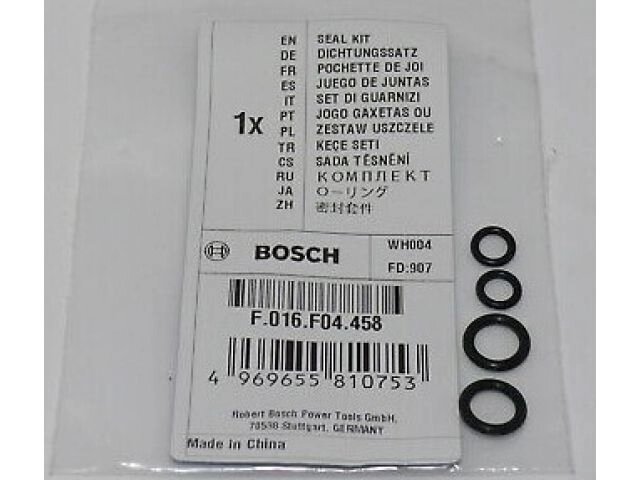 EN SEAL KIT
DE DICHTUNGSSATZ
FR POCHETTE DE JOI
ES JUEGO DE JUNTAS
IT SET DI GUARNIZI
1x PT JOGO GAXETAS OU
PL ZESTAW USZCZELE
TR KEÇE SETI
CS SADA TĚSNĚNÍ
RU КОМПЛЕКТ
JA O-リング
ZH 密封套件
BOSCH
WH004
FD:907
F.016.F04.458
4 969655 810753
Robert Bosch Power Tools GmbH,
70538 Stuttgart, GERMANY
Made in China